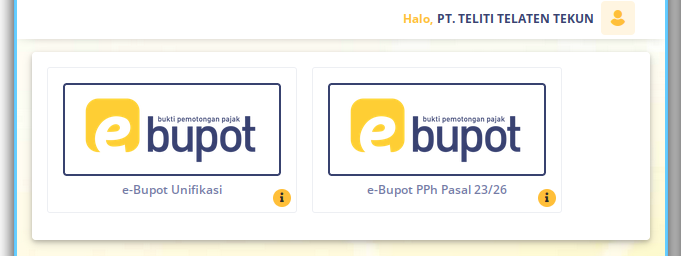 Halo, PT. TELITI TELATEN TEKUN
bukti pemotongan pajak
e bupot
e-Bupot Unifikasi
i
bukti pemotongan pajak
e bupot
e-Bupot PPh Pasal 23/26
i